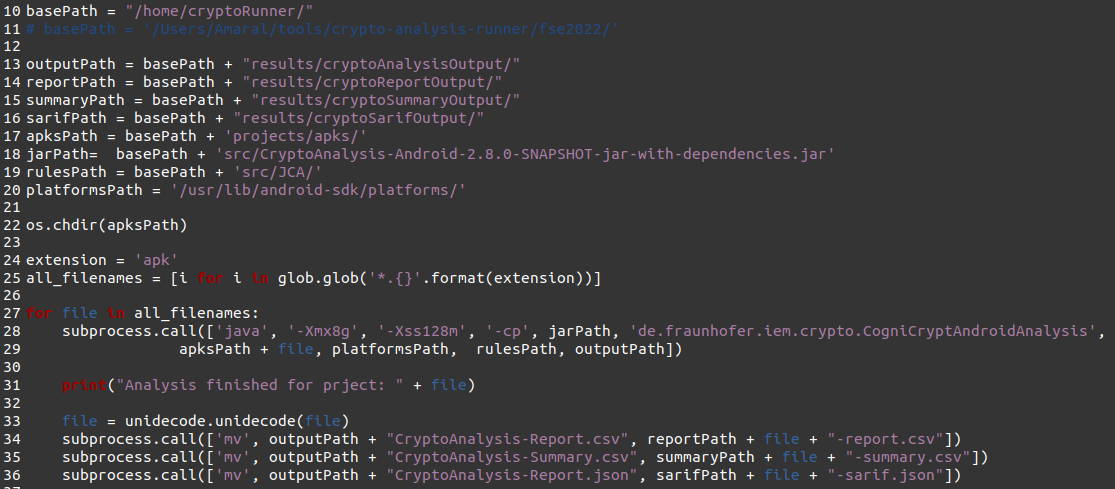 10 basePath = "/home/cryptoRunner/"
11 # basePath = '/Users/Amaral/tools/crypto-analysis-runner/fse2022/'
12
13 outputPath = basePath + "results/cryptoAnalysisOutput/"
14 reportPath = basePath + "results/cryptoReportOutput/"
15 summaryPath = basePath + "results/cryptoSummaryOutput/"
16 sarifPath = basePath + "results/cryptoSarifOutput/"
17 apksPath = basePath + 'projects/apks/'
18 jarPath=  basePath + 'src/CryptoAnalysis-Android-2.8.0-SNAPSHOT-jar-with-dependencies.jar'
19 rulesPath = basePath + 'src/JCA/'
20 platformsPath = '/usr/lib/android-sdk/platforms/'
21
22 os.chdir(apksPath)
23
24 extension = 'apk'
25 all_filenames = [i for i in glob.glob('*.{}'.format(extension))]
26
27 for file in all_filenames:
28     subprocess.call(['java', '-Xmx8g', '-Xss128m', '-cp', jarPath, 'de.fraunhofer.iem.crypto.CogniCryptAndroidAnalysis',
29                  apksPath + file, platformsPath,  rulesPath, outputPath])
30
31     print("Analysis finished for prject: " + file)
32
33     file = unidecode.unidecode(file)
34     subprocess.call(['mv', outputPath + "CryptoAnalysis-Report.csv", reportPath + file + "-report.csv"])
35     subprocess.call(['mv', outputPath + "CryptoAnalysis-Summary.csv", summaryPath + file + "-summary.csv"])
36     subprocess.call(['mv', outputPath + "CryptoAnalysis-Report.json", sarifPath + file + "-sarif.json"])